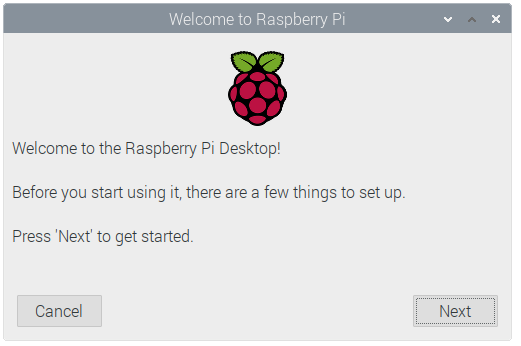 Welcome to Raspberry Pi
Welcome to the Raspberry Pi Desktop!
Before you start using it, there are a few things to set up.
Press 'Next' to get started.
Cancel
Next